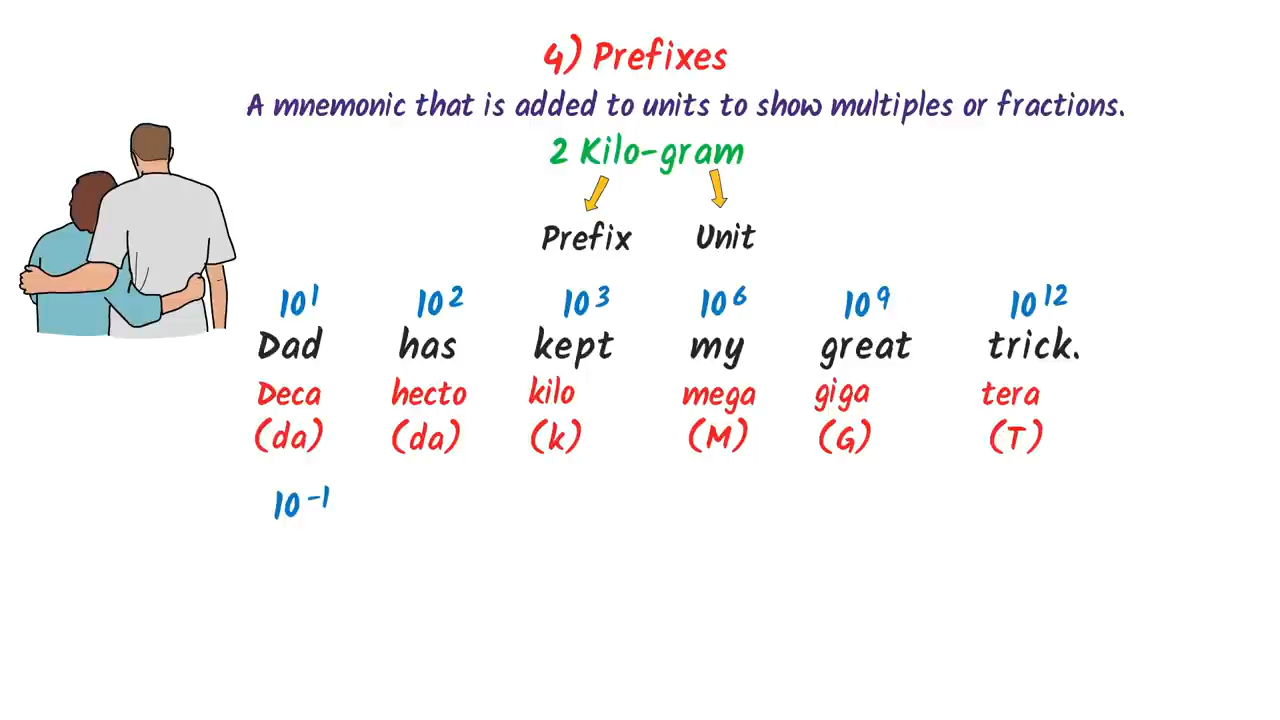 4) Prefixes
A mnemonic that is added to units to show multiples or fractions.
2 Kilo-gram
Prefix Unit
10¹ 10² 10³ 10⁶ 10⁹ 10¹²
Dad has kept my great trick.
Deca hecto kilo mega giga tera
(da) (da) (k) (M) (G) (T)
10⁻¹